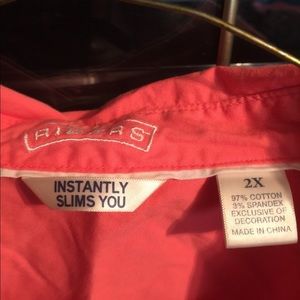 RIDERS
INSTANTLY
SLIMS YOU
2X
97% COTTON
3% SPANDEX
EXCLUSIVE OF
DECORATION
MADE IN CHINA